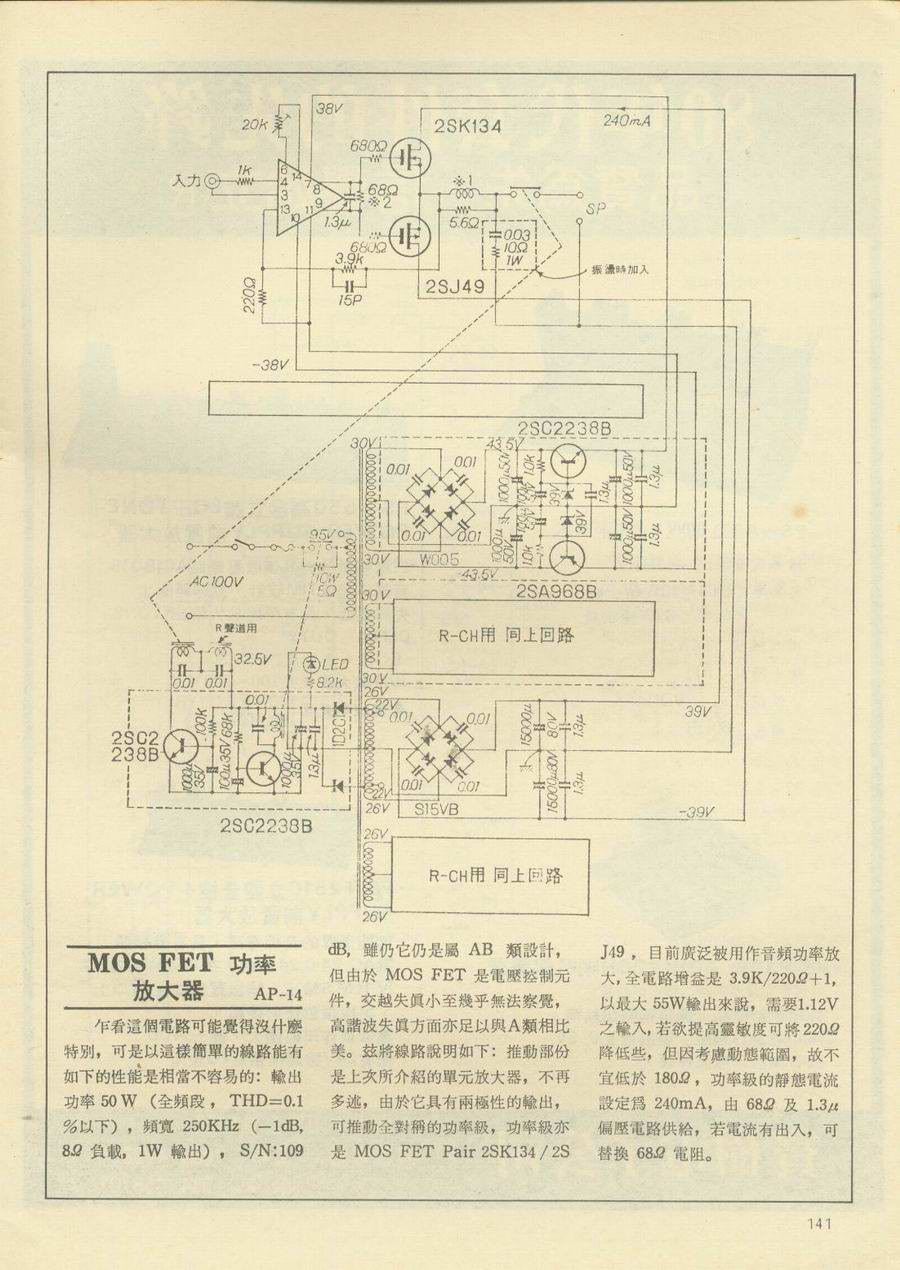 20k
38V
2SK134
240mA
680Ω
1k
入力
6
14
4
7
8
3
9
13
11
10
68Ω
※2
1.3μ
※1
SP
5.6Ω
0.03
10Ω
1W
680Ω
3.9k
振盪時加入
2SJ49
15P
220Ω
-38V
2SC2238B
30V
43.5V
0.01
0.01
1000μ50V
1.0k
39V
1.3μ
1000μ50V
1.3μ
95V
39V
0.01
0.01
1000μ
50V
1.0k
1000μ50V
1.3μ
30V
W005
-43.5V
10W
5Ω
AC100V
2SA968B
30V
R-CH用 同上回路
R聲道用
32.5V
LED
8.2k
0.01
0.01
30V
26V
22V
0.01
0.01
0.01
39V
100k
68k
1D2C1
15000μ
80V
1.3μ
2SC2
238B
1000μ
35V
100μ35V
1000μ
35V
1.3μ
0.01
0.01
15000μ30V
1.3μ
22V
26V
S15VB
-39V
2SC2238B
26V
R-CH用 同上回路
26V
MOS FET 功率
放大器 AP-14
乍看這個電路可能覺得沒什麼
特別，可是以這樣簡單的線路能有
如下的性能是相當不容易的：輸出
功率 50 W （全頻段，THD=0.1
%以下），頻寬 250KHz （−1dB,
8Ω 負載，1W 輸出），S/N:109
dB, 雖仍它仍是屬 AB 類設計，
但由於 MOS FET 是電壓控制元
件，交越失眞小至幾乎無法察覺，
高諧波失眞方面亦足以與A類相比
美。玆將線路說明如下：推動部份
是上次所介紹的單元放大器，不再
多述，由於它具有兩極性的輸出，
可推動全對稱的功率級，功率級亦
是 MOS FET Pair 2SK134 / 2S
J49 ，目前廣泛被用作音頻功率放
大，全電路增益是 3.9K/220Ω+1,
以最大 55W輸出來說，需要1.12V
之輸入，若欲提高靈敏度可將 220Ω
降低些，但因考慮動態範圍，故不
宜低於 180Ω，功率級的靜態電流
設定爲 240mA，由 68Ω 及 1.3μ
偏壓電路供給，若電流有出入，可
替換 68Ω 電阻。
141